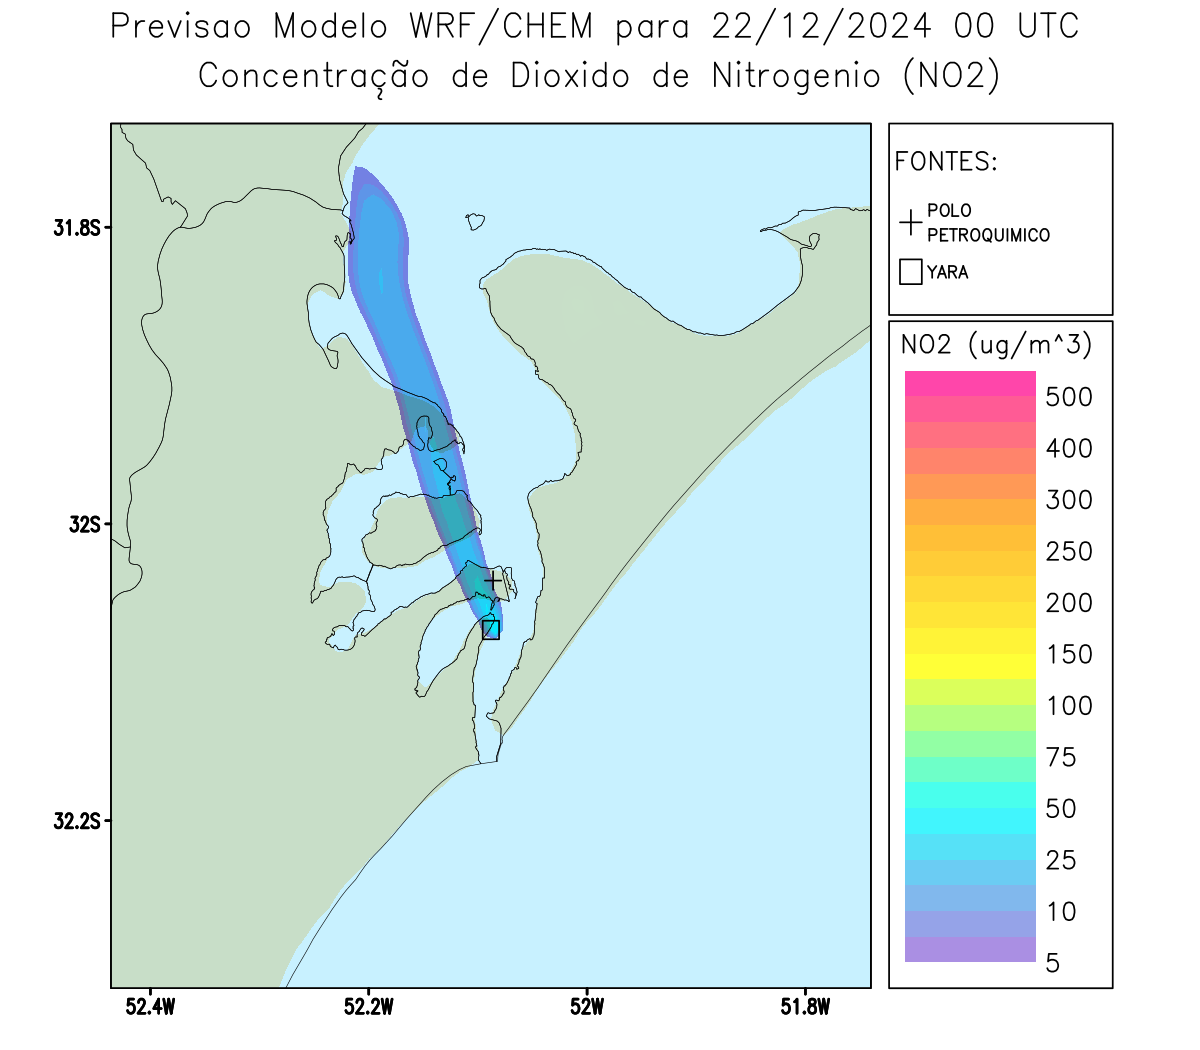 Previsao Modelo WRF/CHEM para 22/12/2024 00 UTC
Concentração de Dioxido de Nitrogenio (NO2)
FONTES:
POLO
PETROQUIMICO
YARA
NO2 (ug/m^3)
500
400
300
250
200
150
100
75
50
25
10
5
31.8S
32S
32.2S
52.4W
52.2W
52W
51.8W